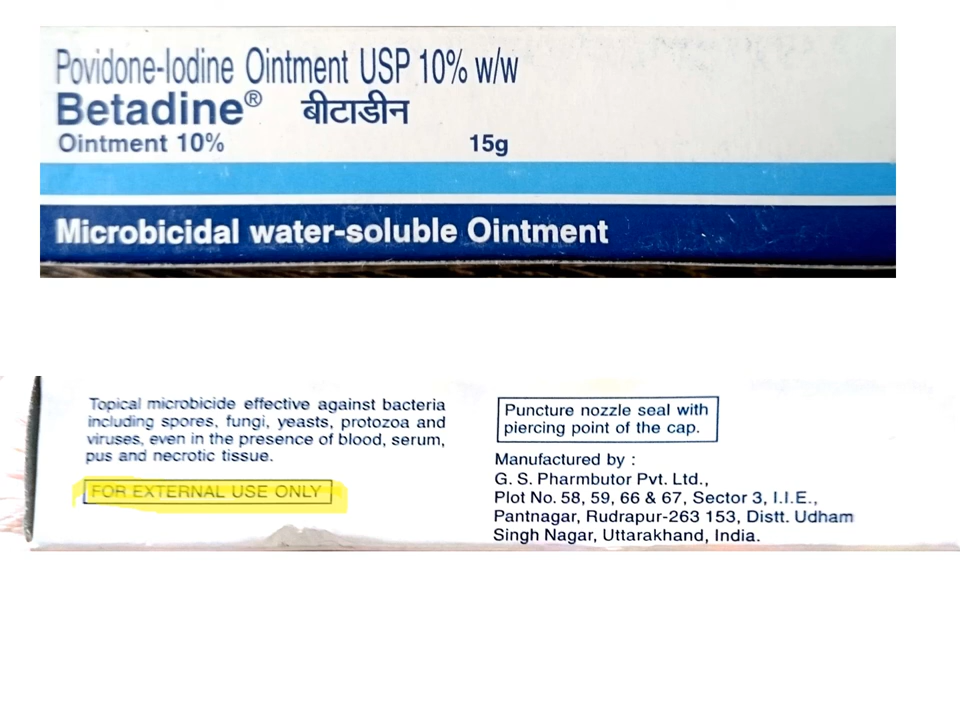 Povidone-Iodine Ointment USP 10% w/w
Betadine® बीटाडीन
Ointment 10% 15g
Microbicidal water-soluble Ointment
Topical microbicide effective against bacteria
including spores, fungi, yeasts, protozoa and
viruses, even in the presence of blood, serum,
pus and necrotic tissue.
FOR EXTERNAL USE ONLY
Puncture nozzle seal with
piercing point of the cap.
Manufactured by :
G. S. Pharmbutor Pvt. Ltd.,
Plot No. 58, 59, 66 & 67, Sector 3, I.I.E.,
Pantnagar, Rudrapur-263 153, Distt. Udham
Singh Nagar, Uttarakhand, India.